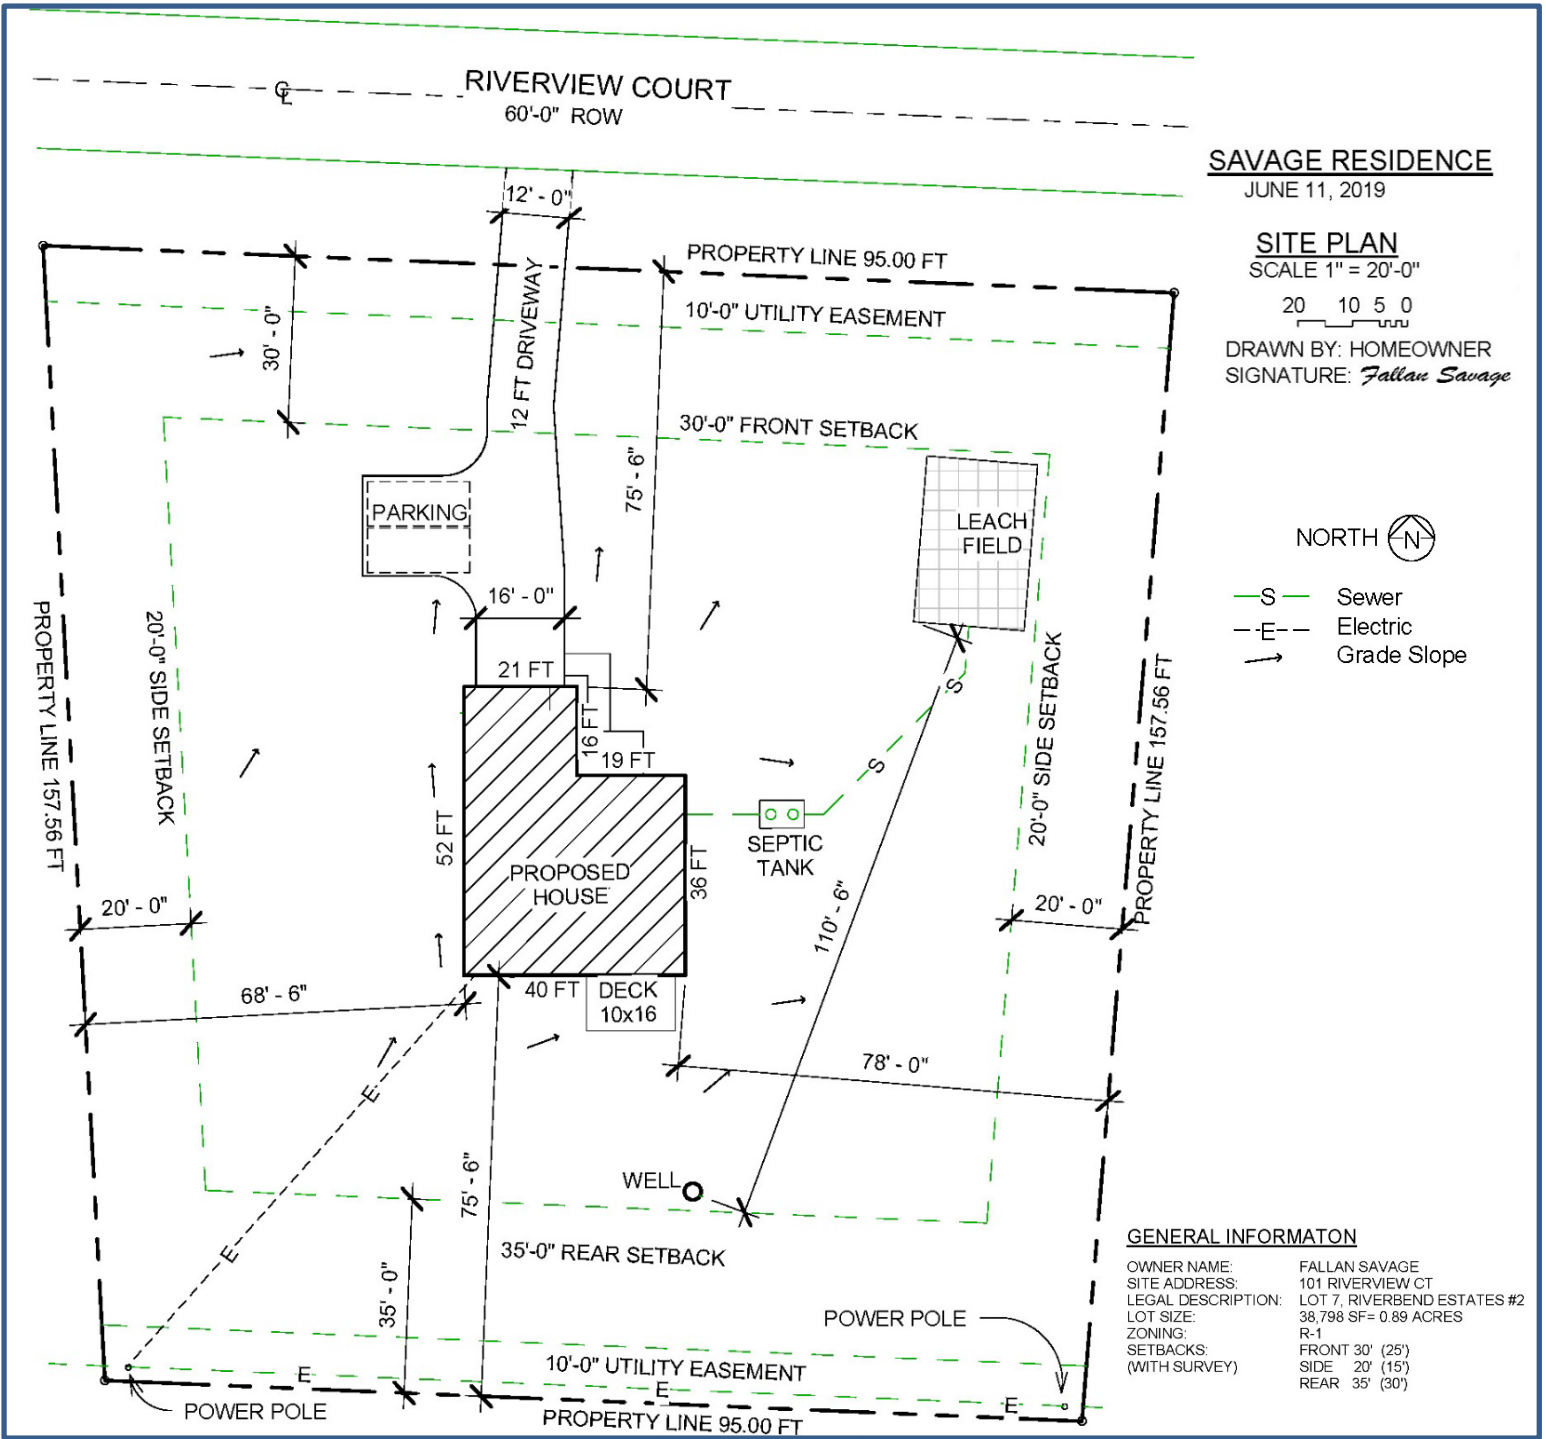 RIVERVIEW COURT
60'-0" ROW
CL
SAVAGE RESIDENCE
JUNE 11, 2019
SITE PLAN
SCALE 1" = 20'-0"
20 10 5 0
DRAWN BY: HOMEOWNER
SIGNATURE: Fallan Savage
12' - 0"
PROPERTY LINE 95.00 FT
10'-0" UTILITY EASEMENT
30' - 0"
12 FT DRIVEWAY
30'-0" FRONT SETBACK
75' - 6"
PARKING
LEACH
FIELD
NORTH N
S Sewer
E Electric
Grade Slope
16' - 0"
21 FT
16 FT
19 FT
PROPERTY LINE 157.56 FT
20'-0" SIDE SETBACK
S
S
20'-0" SIDE SETBACK
PROPERTY LINE 157.56 FT
52 FT
PROPOSED
HOUSE
36 FT
SEPTIC
TANK
110' - 6"
20' - 0"
20' - 0"
68' - 6"
40 FT
DECK
10x16
78' - 0"
E
E
75' - 6"
WELL
35'-0" REAR SETBACK
35' - 0"
POWER POLE
10'-0" UTILITY EASEMENT
E
E
E
POWER POLE
PROPERTY LINE 95.00 FT
GENERAL INFORMATON
OWNER NAME: FALLAN SAVAGE
SITE ADDRESS: 101 RIVERVIEW CT
LEGAL DESCRIPTION: LOT 7, RIVERBEND ESTATES #2
LOT SIZE: 38,798 SF= 0.89 ACRES
ZONING: R-1
SETBACKS: FRONT 30' (25')
(WITH SURVEY) SIDE 20' (15')
REAR 35' (30')